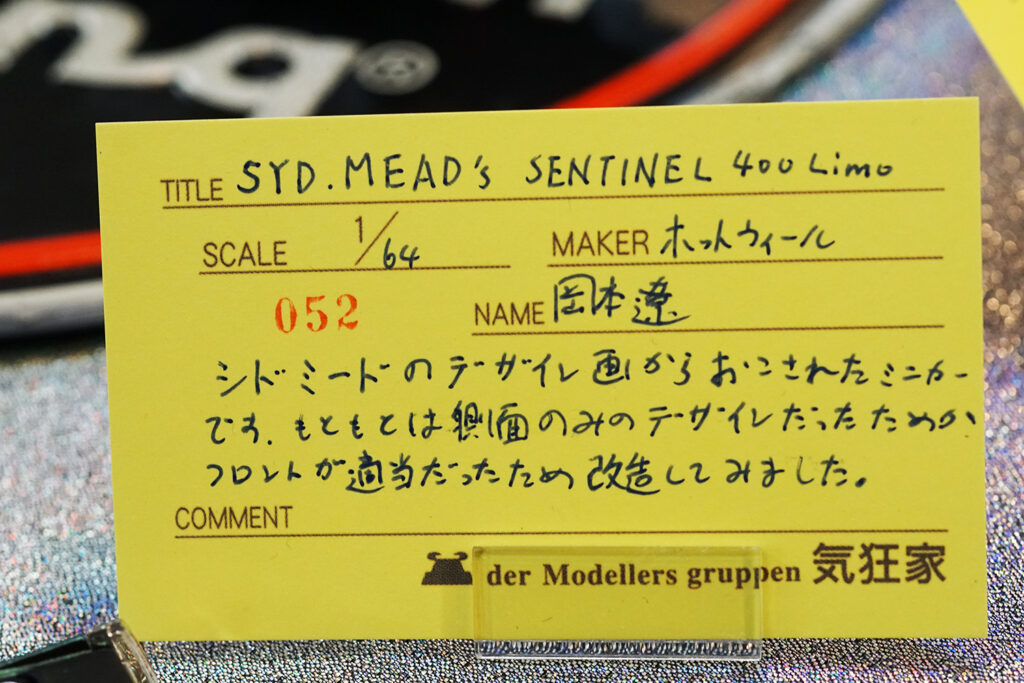 ng®
TITLE SYD. MEAD's SENTINEL 400 Limo
SCALE 1/64
MAKER ホットウィール
052
NAME 岡本遼
シドミードのデザイン画からおこされたミニカー
です。もともとは側面のみのデザインだったためか
フロントが適当だったため改造してみました。
COMMENT
der Modellers gruppen 気狂家